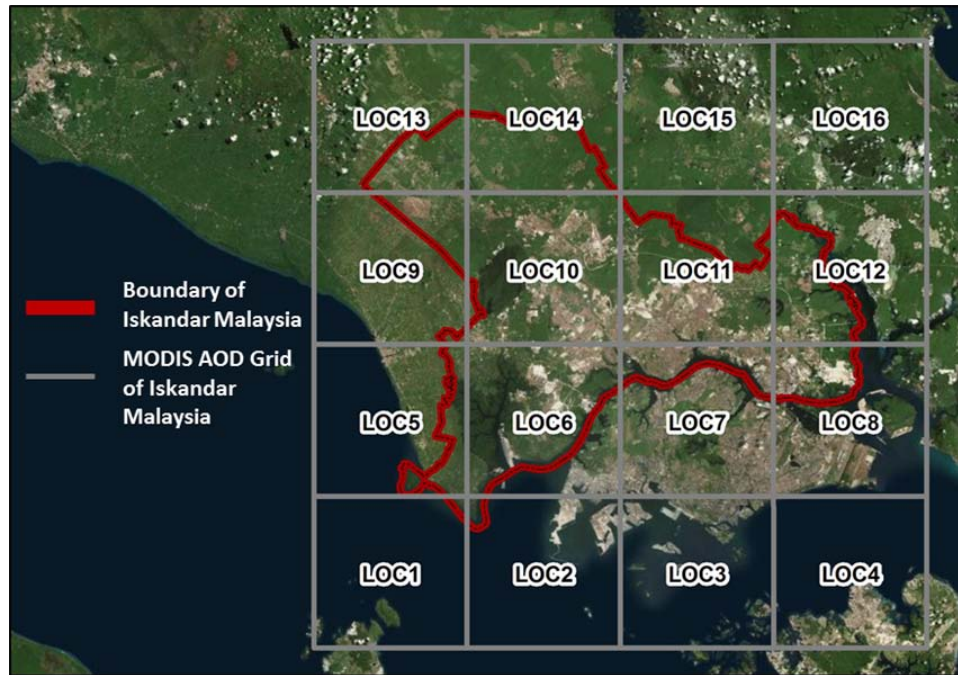 LOC13 LOC14 LOC15 LOC16
LOC9 LOC10 LOC11 LOC12
Boundary of
Iskandar Malaysia
MODIS AOD Grid
of Iskandar
Malaysia
LOC5 LOC6 LOC7 LOC8
LOC1 LOC2 LOC3 LOC4